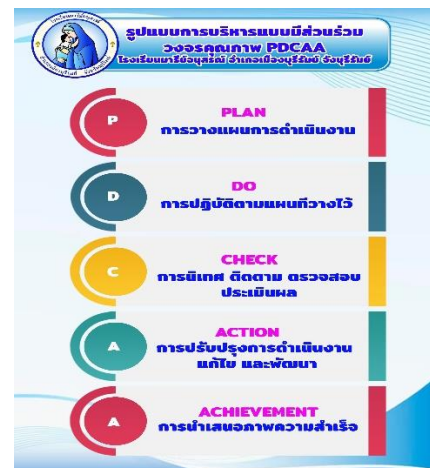 รูปแบบการบริหารแบบมีส่วนร่วม
วงจรคุณภาพ PDCAA
โรงเรียนมารีย์อนุสรณ์ อำเภอเมืองบุรีรัมย์ จังบุรีรัมย์
P
PLAN
การวางแผนการดำเนินงาน
D
DO
การปฏิบัติตามแผนที่วางไว้
C
CHECK
การนิเทศ ติดตาม ตรวจสอบ
ประเมินผล
A
ACTION
การปรับปรุงการดำเนินงาน
แก้ไข และพัฒนา
A
ACHIEVEMENT
การนำเสนอภาพความสำเร็จ